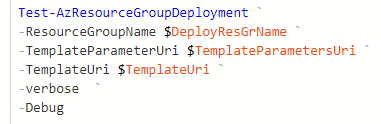 Test-AzResourceGroupDeployment `
-ResourceGroupName $DeployResGrName `
-TemplateParameterUri $TemplateParametersUri `
-TemplateUri $TemplateUri `
-verbose  `
-Debug